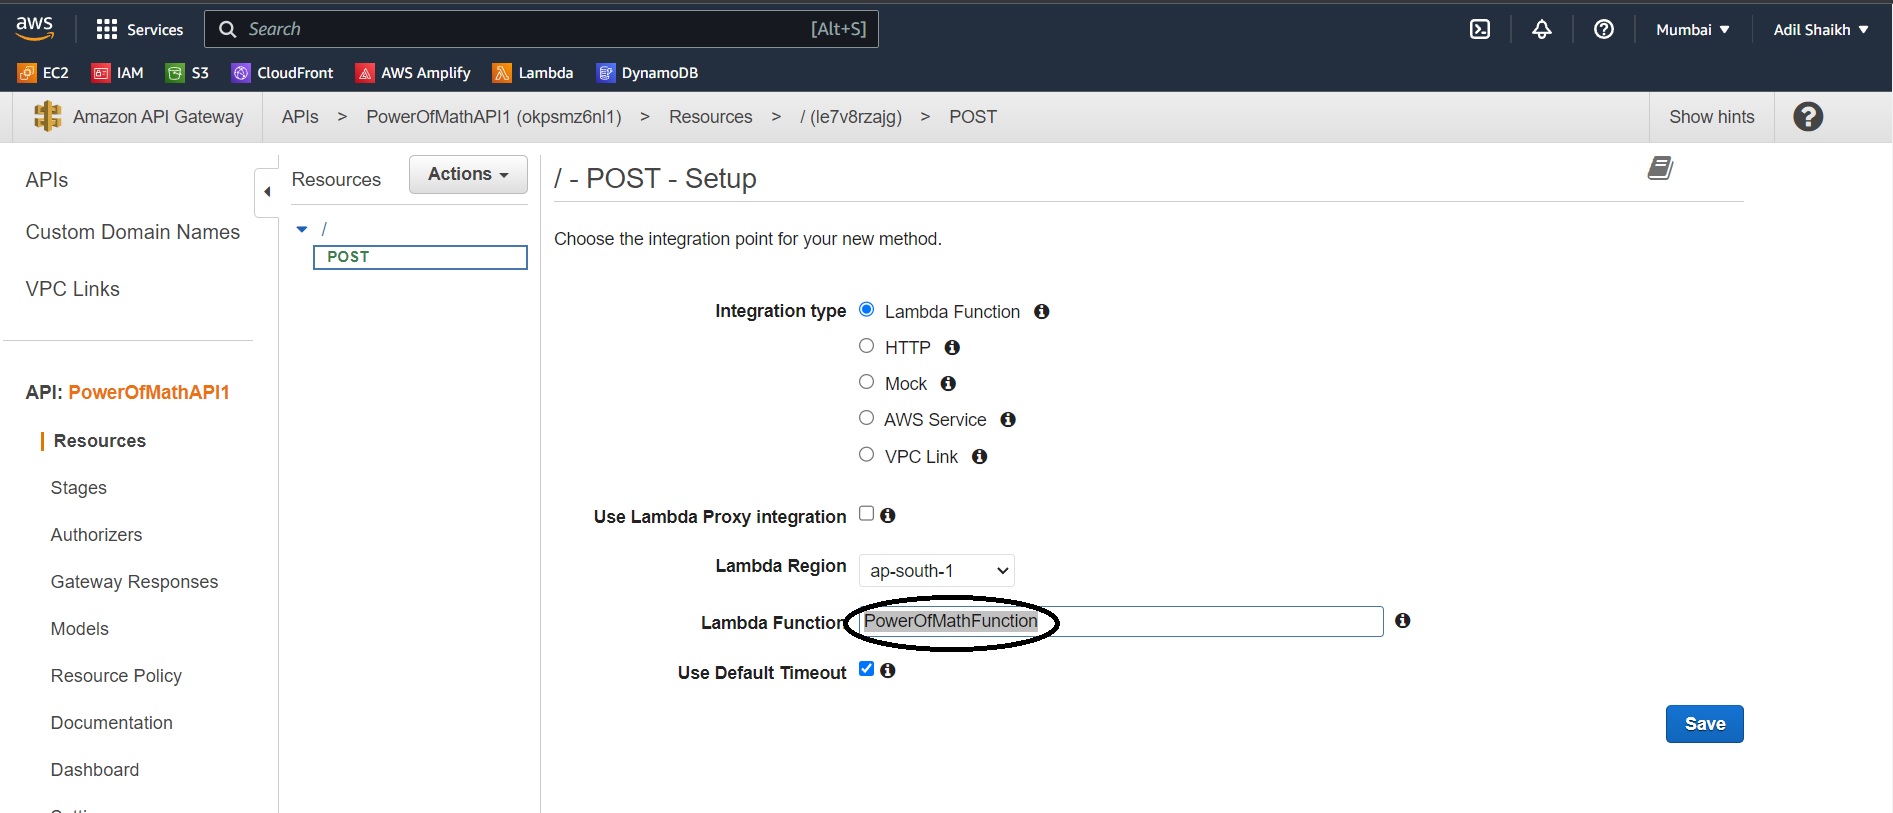 aws
Services
Search
[Alt+S]
Mumbai
Adil Shaikh
EC2
IAM
S3
CloudFront
AWS Amplify
Lambda
DynamoDB
Amazon API Gateway
APIs > PowerOfMathAPI1 (okpsmz6nl1) > Resources > / (le7v8rzajg) > POST
Show hints
?
APIs
Custom Domain Names
VPC Links
API: PowerOfMathAPI1
Resources
Stages
Authorizers
Gateway Responses
Models
Resource Policy
Documentation
Dashboard
Resources
Actions
/
POST
/ - POST - Setup
Choose the integration point for your new method.
Integration type
Lambda Function
HTTP
Mock
AWS Service
VPC Link
Use Lambda Proxy integration
Lambda Region
ap-south-1
Lambda Function
PowerOfMathFunction
Use Default Timeout
Save